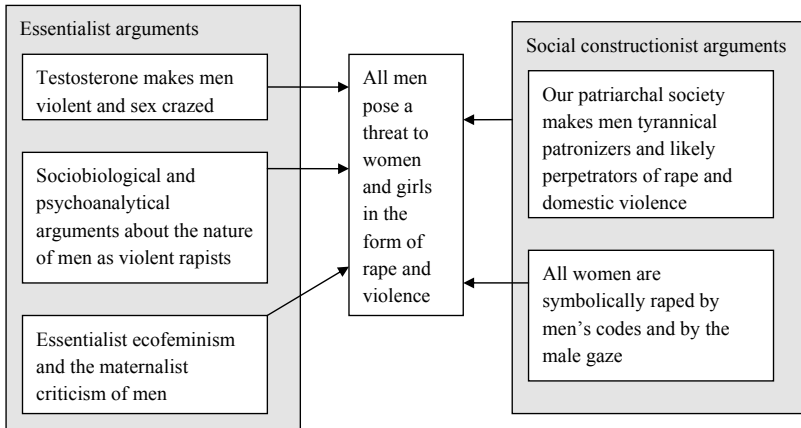 Essentialist arguments
Testosterone makes men
violent and sex crazed
Sociobiological and
psychoanalytical
arguments about the nature
of men as violent rapists
Essentialist ecofeminism
and the maternalist
criticism of men
All men
pose a
threat to
women
and girls
in the
form of
rape and
violence
Social constructionist arguments
Our patriarchal society
makes men tyrannical
patronizers and likely
perpetrators of rape and
domestic violence
All women are
symbolically raped by
men’s codes and by the
male gaze